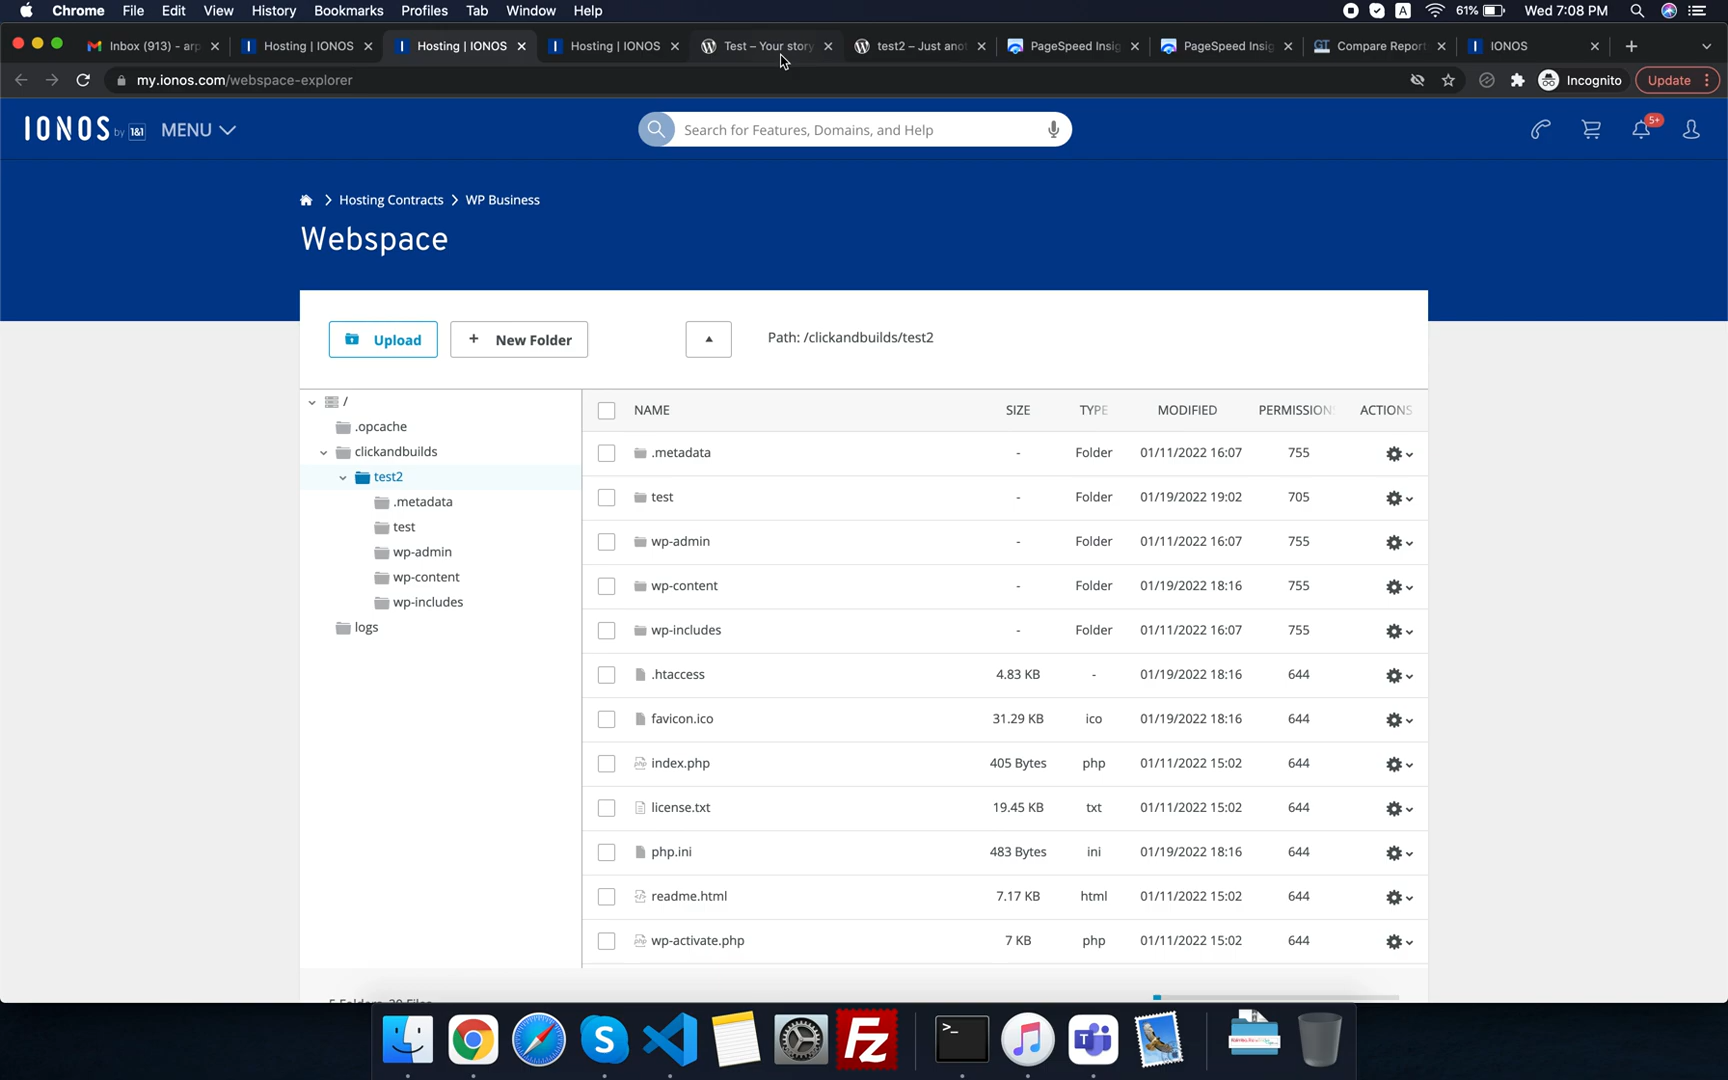 Chrome File Edit View History Bookmarks Profiles Tab Window Help
A 61% Wed 7:08 PM
Inbox (913) - arp Hosting | IONOS Hosting | IONOS Hosting | IONOS Test – Your story test2 – Just anot PageSpeed Insig PageSpeed Insig GT Compare Report IONOS
my.ionos.com/webspace-explorer Incognito Update
IONOS by 1&1 MENU Search for Features, Domains, and Help 5+
Hosting Contracts WP Business
Webspace
Upload + New Folder Path: /clickandbuilds/test2
/
.opcache
clickandbuilds
test2
.metadata
test
wp-admin
wp-content
wp-includes
logs
NAME SIZE TYPE MODIFIED PERMISSION ACTIONS
.metadata - Folder 01/11/2022 16:07 755
test - Folder 01/19/2022 19:02 705
wp-admin - Folder 01/11/2022 16:07 755
wp-content - Folder 01/19/2022 18:16 755
wp-includes - Folder 01/11/2022 16:07 755
.htaccess 4.83 KB - 01/19/2022 18:16 644
favicon.ico 31.29 KB ico 01/19/2022 18:16 644
index.php 405 Bytes php 01/11/2022 15:02 644
license.txt 19.45 KB txt 01/11/2022 15:02 644
php.ini 483 Bytes ini 01/19/2022 18:16 644
readme.html 7.17 KB html 01/11/2022 15:02 644
wp-activate.php 7 KB php 01/11/2022 15:02 644